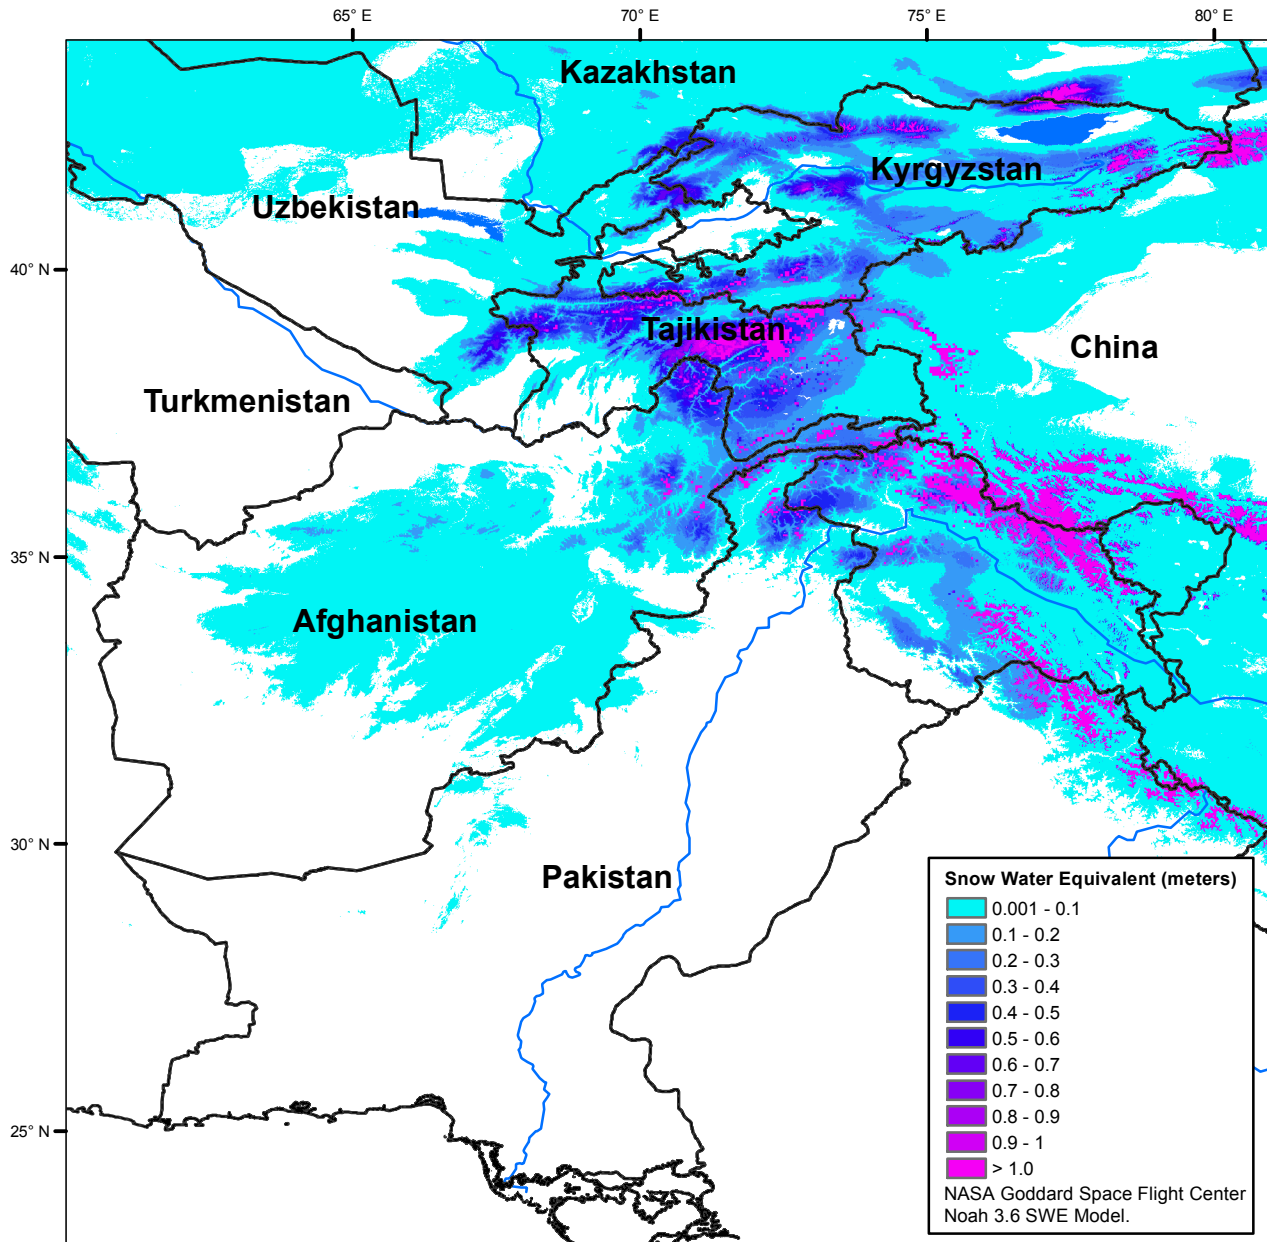 65° E
70° E
75° E
80° E
Kazakhstan
Kyrgyzstan
Uzbekistan
40° N
Tajikistan
China
Turkmenistan
35° N
Afghanistan
30° N
Pakistan
25° N
Snow Water Equivalent (meters)
0.001 - 0.1
0.1 - 0.2
0.2 - 0.3
0.3 - 0.4
0.4 - 0.5
0.5 - 0.6
0.6 - 0.7
0.7 - 0.8
0.8 - 0.9
0.9 - 1
> 1.0
NASA Goddard Space Flight Center
Noah 3.6 SWE Model.